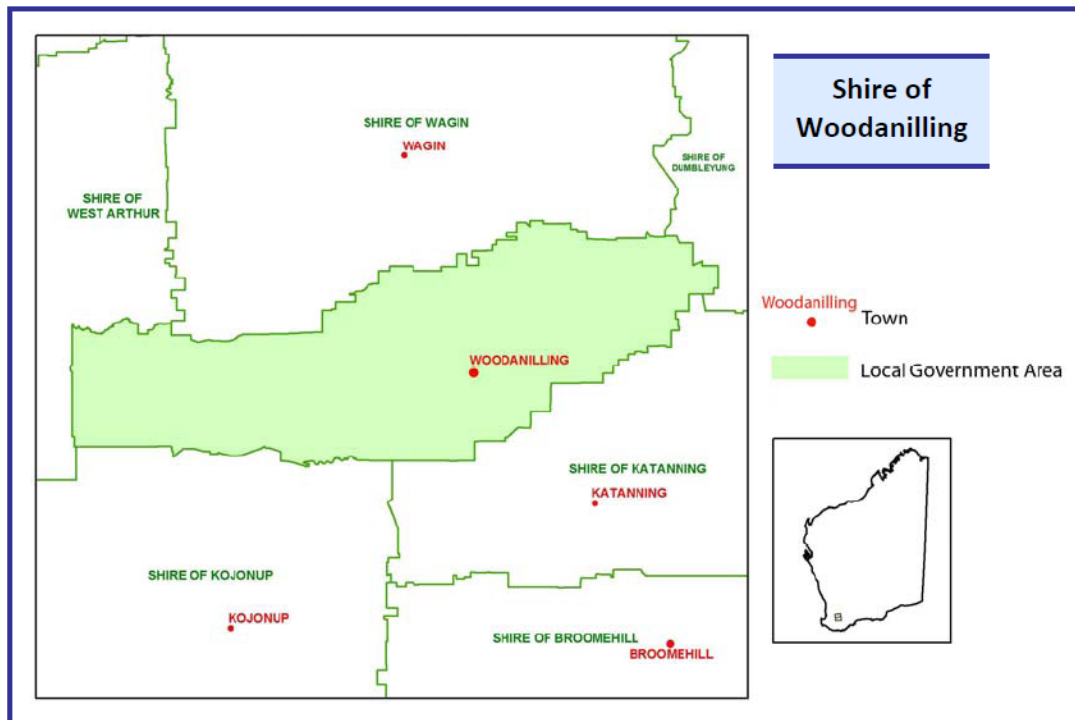 Shire of
Woodanilling
SHIRE OF WAGIN
WAGIN
SHIRE OF
DUMBLEYUNG
SHIRE OF
WEST ARTHUR
WOODANILLING
Woodanilling
Town
Local Government Area
SHIRE OF KATANNING
KATANNING
SHIRE OF KOJONUP
KOJONUP
SHIRE OF BROOMEHILL
BROOMEHILL